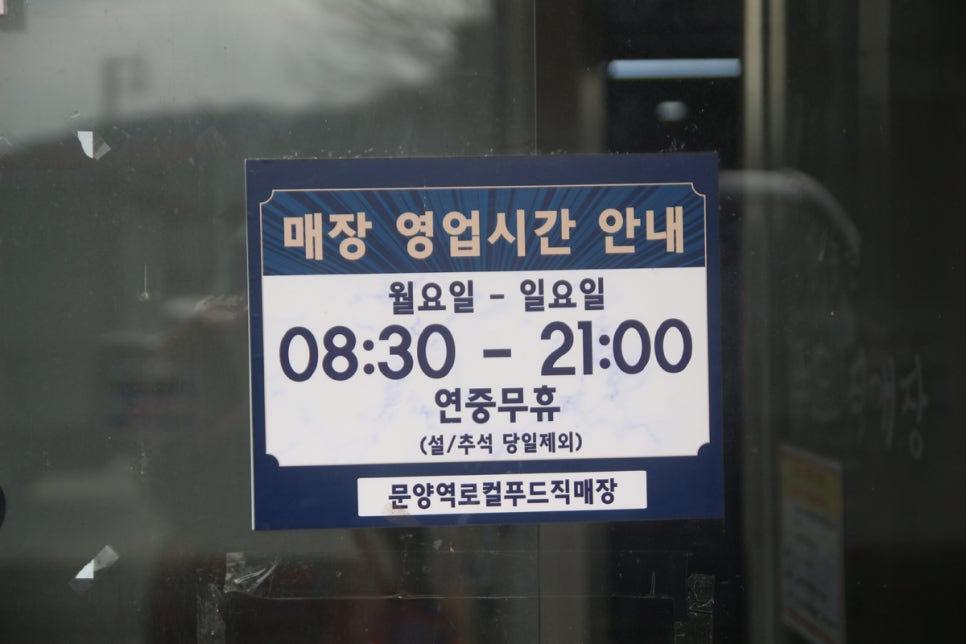 매장 영업시간 안내
월요일 - 일요일
08:30 - 21:00
연중무휴
(설/추석 당일제외)
문양역로컬푸드직매장